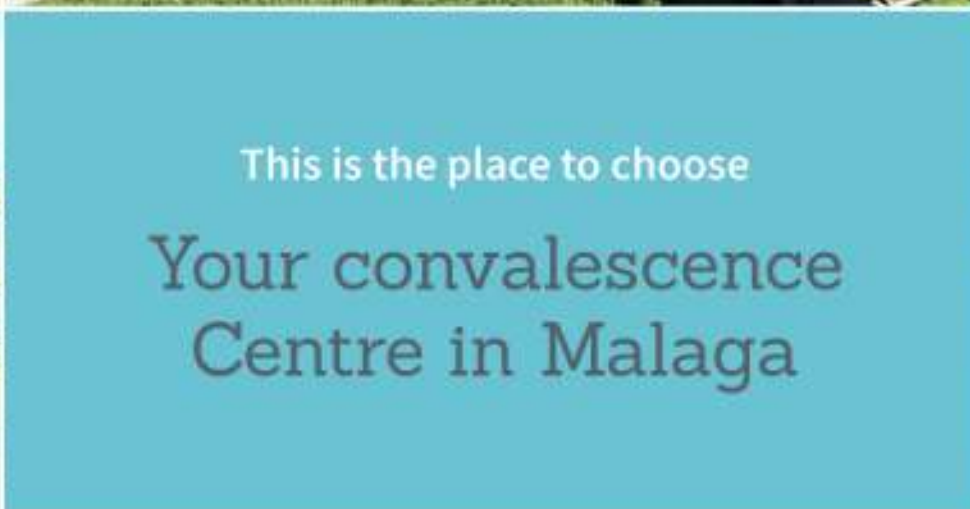 This is the place to choose
Your convalescence
Centre in Malaga